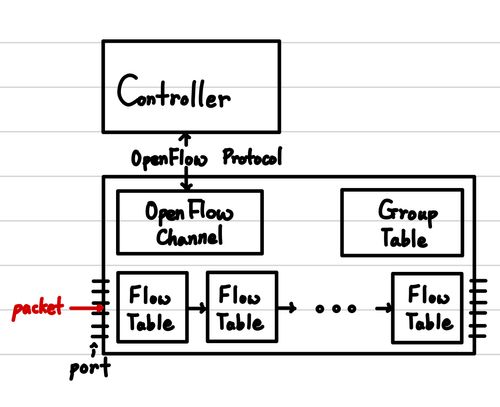 Controller
OpenFlow Protocol
OpenFlow
Channel
Group
Table
packet
Flow
Table
Flow
Table
Flow
Table
port